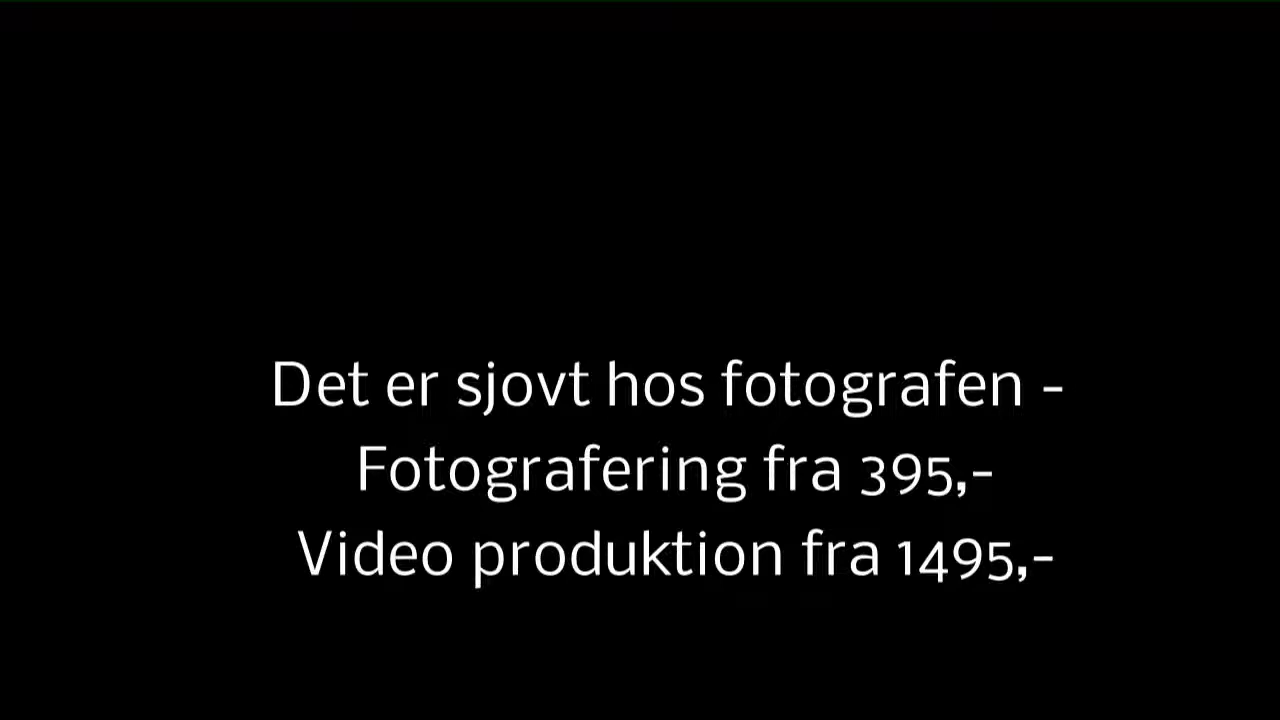 Det er sjovt hos fotografen -
Fotografering fra 395,-
Video produktion fra 1495,-